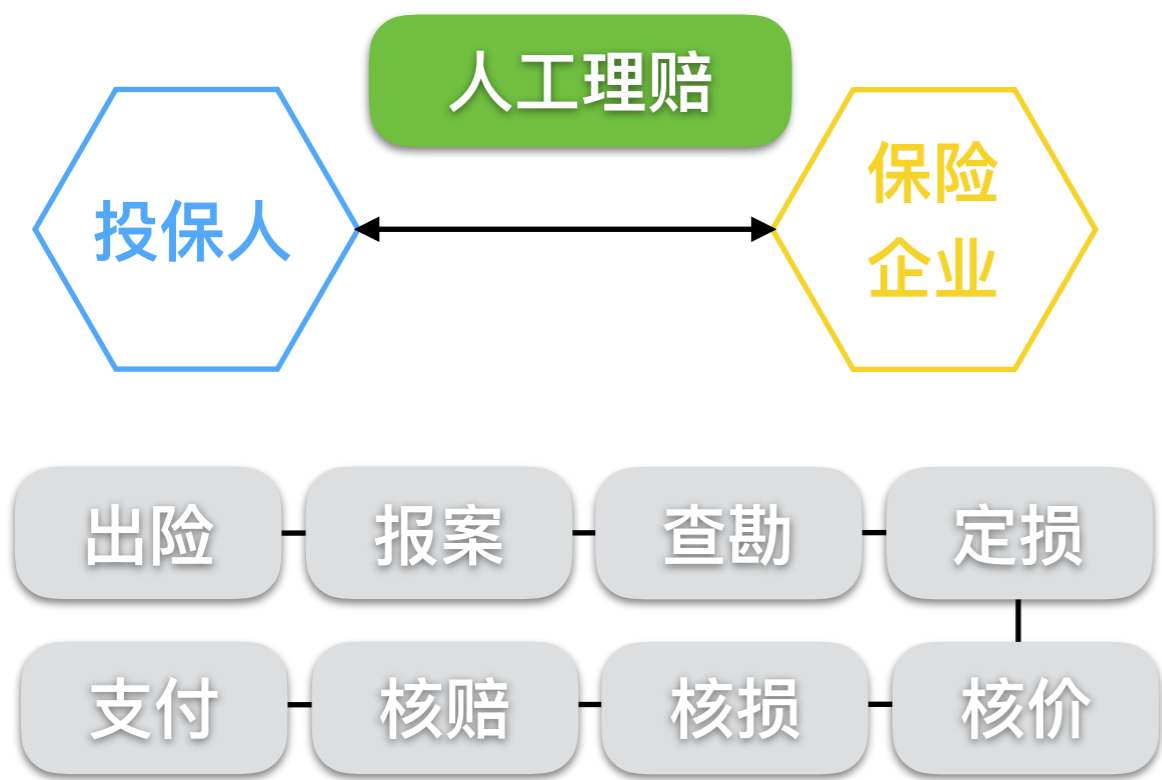 人工理赔
投保人
保险
企业
出险
报案
查勘
定损
支付
核赔
核损
核价